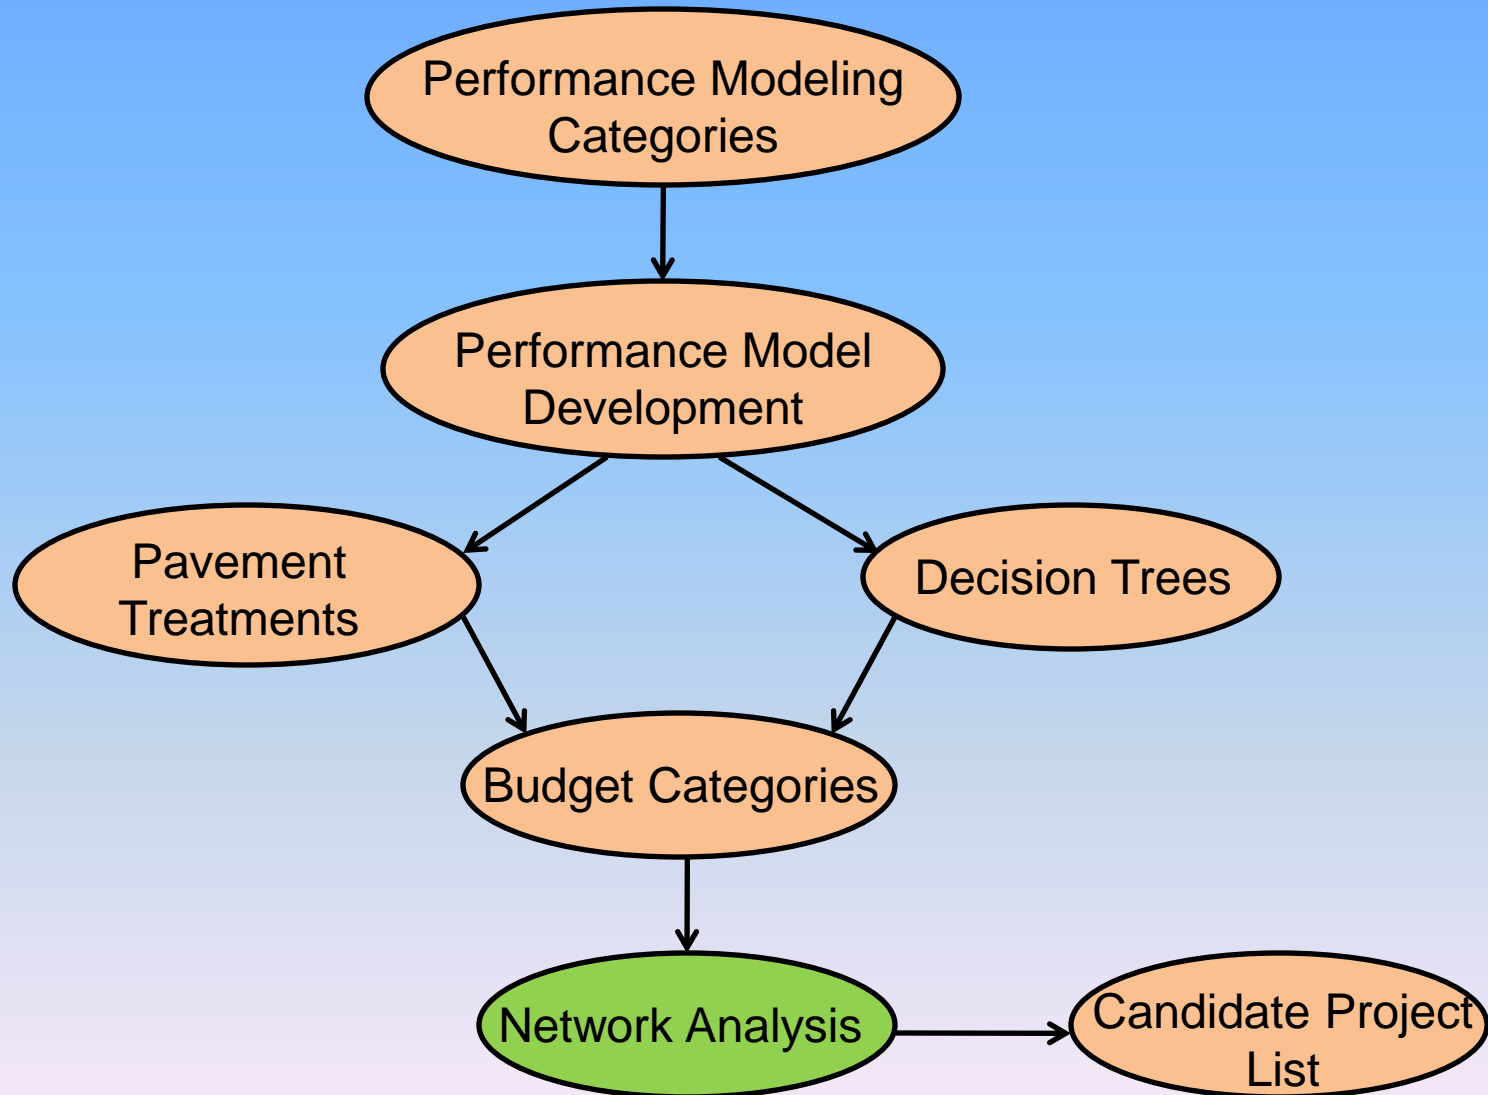 Performance Modeling
Categories
Performance Model
Development
Pavement
Treatments
Decision Trees
Budget Categories
Network Analysis
Candidate Project
List